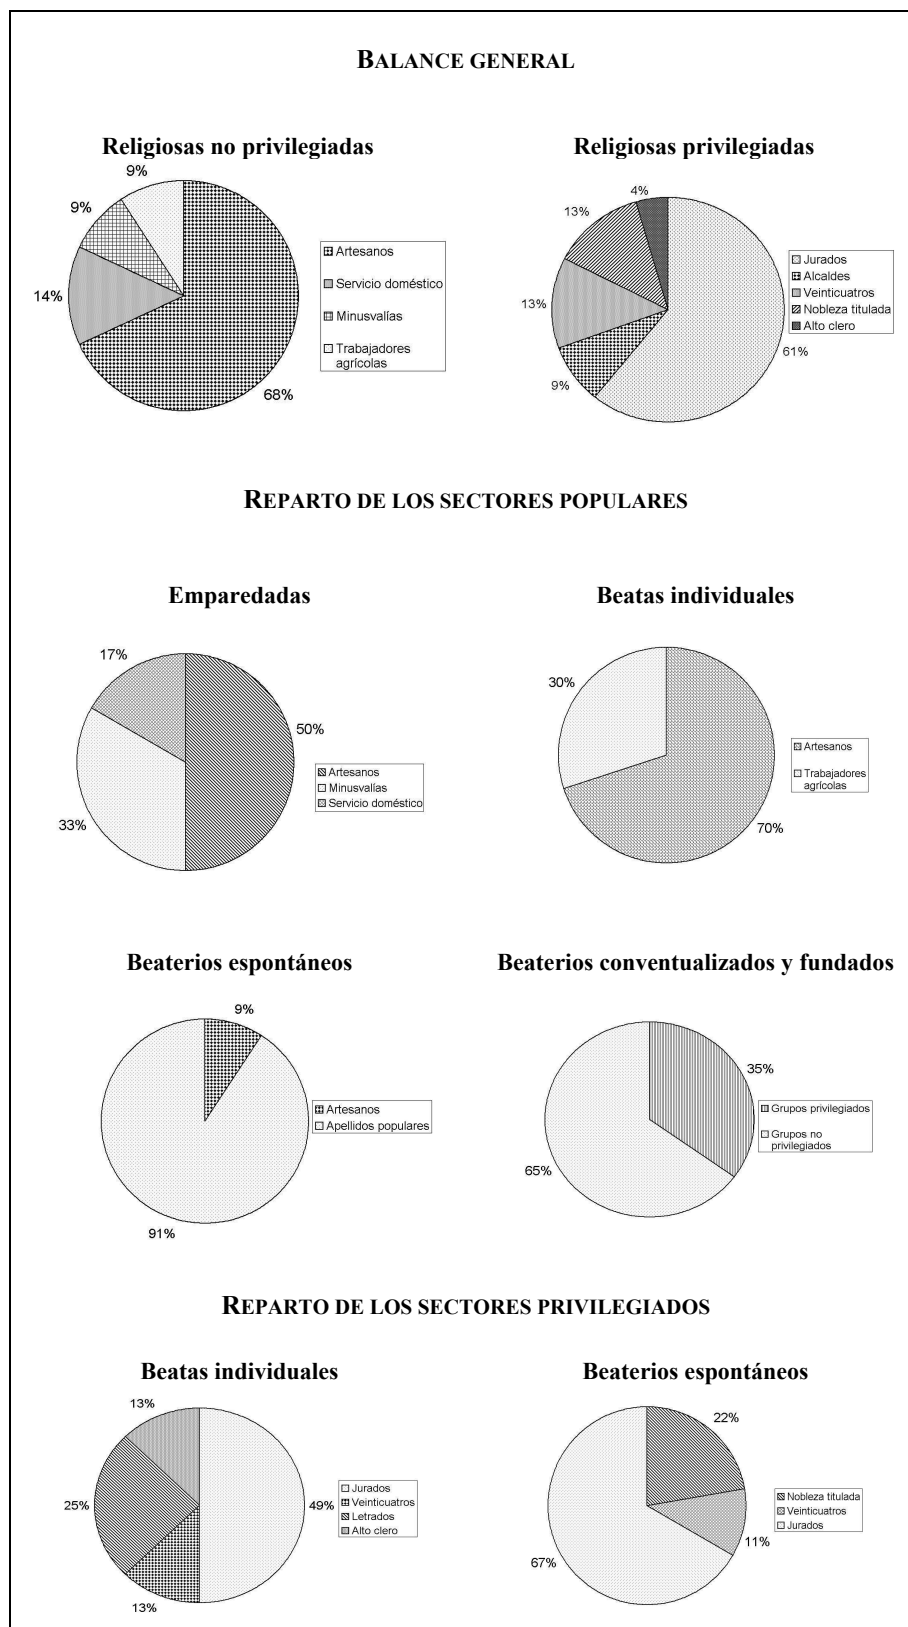 BALANCE GENERAL
Religiosas no privilegiadas
9%
9%
14%
68%
Artesanos
Servicio doméstico
Minusvalías
Trabajadores
agrícolas
Religiosas privilegiadas
4%
13%
13%
9%
61%
Jurados
Alcaldes
Veinticuatros
Nobleza titulada
Alto clero
REPARTO DE LOS SECTORES POPULARES
Emparedadas
17%
50%
33%
Artesanos
Minusvalías
Servicio doméstico
Beatas individuales
30%
70%
Artesanos
Trabajadores
agrícolas
Beaterios espontáneos
9%
91%
Artesanos
Apellidos populares
Beaterios conventualizados y fundados
35%
65%
Grupos privilegiados
Grupos no
privilegiados
REPARTO DE LOS SECTORES PRIVILEGIADOS
Beatas individuales
13%
25%
49%
13%
Jurados
Veinticuatros
Letrados
Alto clero
Beaterios espontáneos
22%
11%
67%
Nobleza titulada
Veinticuatros
Jurados